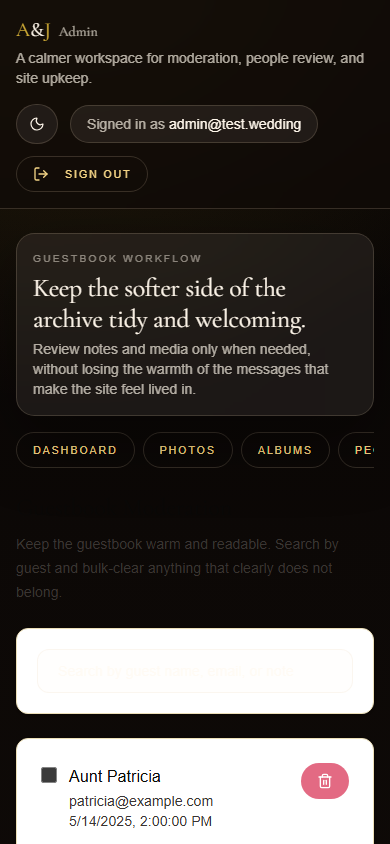 A&J Admin
A calmer workspace for moderation, people review, and
site upkeep.
Signed in as admin@test.wedding
SIGN OUT
GUESTBOOK WORKFLOW
Keep the softer side of the
archive tidy and welcoming.
Review notes and media only when needed,
without losing the warmth of the messages that
make the site feel lived in.
DASHBOARD PHOTOS ALBUMS
Keep the guestbook warm and readable. Search by
guest and bulk-clear anything that clearly does not
belong.
Aunt Patricia
patricia@example.com
5/14/2025, 2:00:00 PM